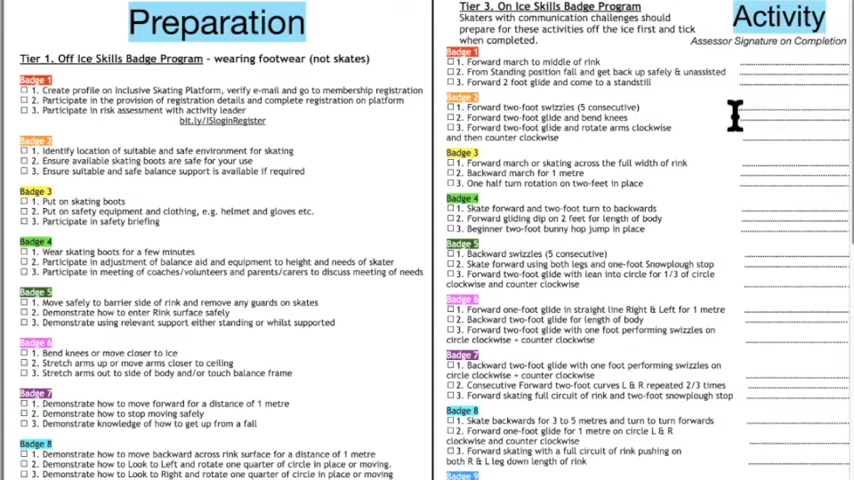 Preparation
Tier 1. Off Ice Skills Badge Program - wearing footwear (not skates)
Badge 1
1. Create profile on Inclusive Skating Platform, verify e-mail and go to membership registration
2. Participate in the provision of registration details and complete registration on platform
3. Participate in risk assessment with activity leader
bit.ly/ISloginRegister
Badge 2
1. Identify location of suitable and safe environment for skating
2. Ensure available skating boots are safe for your use
3. Ensure suitable and safe balance support is available if required
Badge 3
1. Put on skating boots
2. Put on safety equipment and clothing, e.g. helmet and gloves etc.
3. Participate in safety briefing
Badge 4
1. Wear skating boots for a few minutes
2. Participate in adjustment of balance aid and equipment to height and needs of skater
3. Participate in meeting of coaches/volunteers and parents/carers to discuss meeting of needs
Badge 5
1. Move safely to barrier side of rink and remove any guards on skates
2. Demonstrate how to enter Rink surface safely
3. Demonstrate using relevant support either standing or whilst supported
Badge 6
1. Bend knees or move closer to ice
2. Stretch arms up or move arms closer to ceiling
3. Stretch arms out to side of body and/or touch balance frame
Badge 7
1. Demonstrate how to move forward for a distance of 1 metre
2. Demonstrate how to stop moving safely
3. Demonstrate knowledge of how to get up from a fall
Badge 8
1. Demonstrate how to move backward across rink surface for a distance of 1 metre
2. Demonstrate how to Look to Left and rotate one quarter of circle in place or moving.
3. Demonstrate how to Look to Right and rotate one quarter of circle in place or moving
Tier 3. On Ice Skills Badge Program
Skaters with communication challenges should
prepare for these activities off the ice first and tick
when completed.
Activity
Assessor Signature on Completion
Badge 1
1. Forward march to middle of rink
2. From Standing position fall and get back up safely & unassisted
3. Forward 2 foot glide and come to a standstill
Badge 2
1. Forward two-foot swizzles (5 consecutive)
2. Forward two-foot glide and bend knees
3. Forward two-foot glide and rotate arms clockwise
and then counter clockwise
Badge 3
1. Forward march or skating across the full width of rink
2. Backward march for 1 metre
3. One half turn rotation on two-feet in place
Badge 4
1. Skate forward and two-foot turn to backwards
2. Forward gliding dip on 2 feet for length of body
3. Beginner two-foot bunny hop jump in place
Badge 5
1. Backward swizzles (5 consecutive)
2. Skate forward using both legs and one-foot Snowplough stop
3. Forward two-foot glide with lean into circle for 1/3 of circle
clockwise and counter clockwise
Badge 6
1. Forward one-foot glide in straight line Right & Left for 1 metre
2. Backward two-foot glide for length of body
3. Forward two-foot glide with one foot performing swizzles on
circle clockwise + counter clockwise
Badge 7
1. Backward two-foot glide with one foot performing swizzles on
circle clockwise + counter clockwise
2. Consecutive Forward two-foot curves L & R repeated 2/3 times
3. Forward skating full circuit of rink and two-foot snowplough stop
Badge 8
1. Skate backwards for 3 to 5 metres and turn to turn forwards
2. Forward one-foot glide for 1 metre on circle L & R
clockwise and counter clockwise
3. Forward skating with a full circuit of rink pushing on
both R & L leg down length of rink
Badge 9